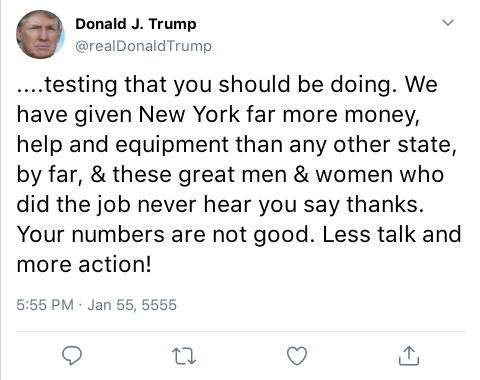 Donald J. Trump
@realDonaldTrump
....testing that you should be doing. We
have given New York far more money,
help and equipment than any other state,
by far, & these great men & women who
did the job never hear you say thanks.
Your numbers are not good. Less talk and
more action!
5:55 PM · Jan 55, 5555